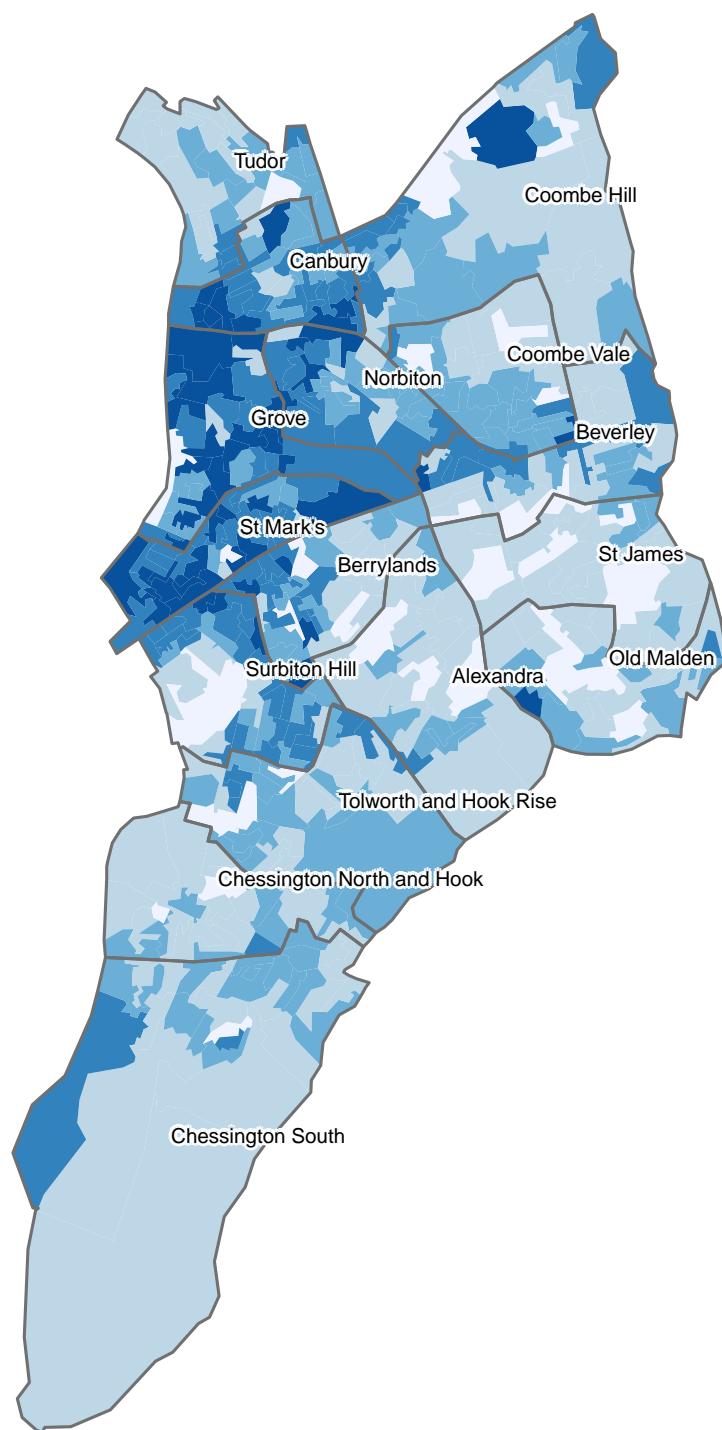 Tudor
Coombe Hill
Canbury
Coombe Vale
Norbiton
Grove
Beverley
St Mark's
St James
Berrylands
Old Malden
Surbiton Hill
Alexandra
Tolworth and Hook Rise
Chessington North and Hook
Chessington South